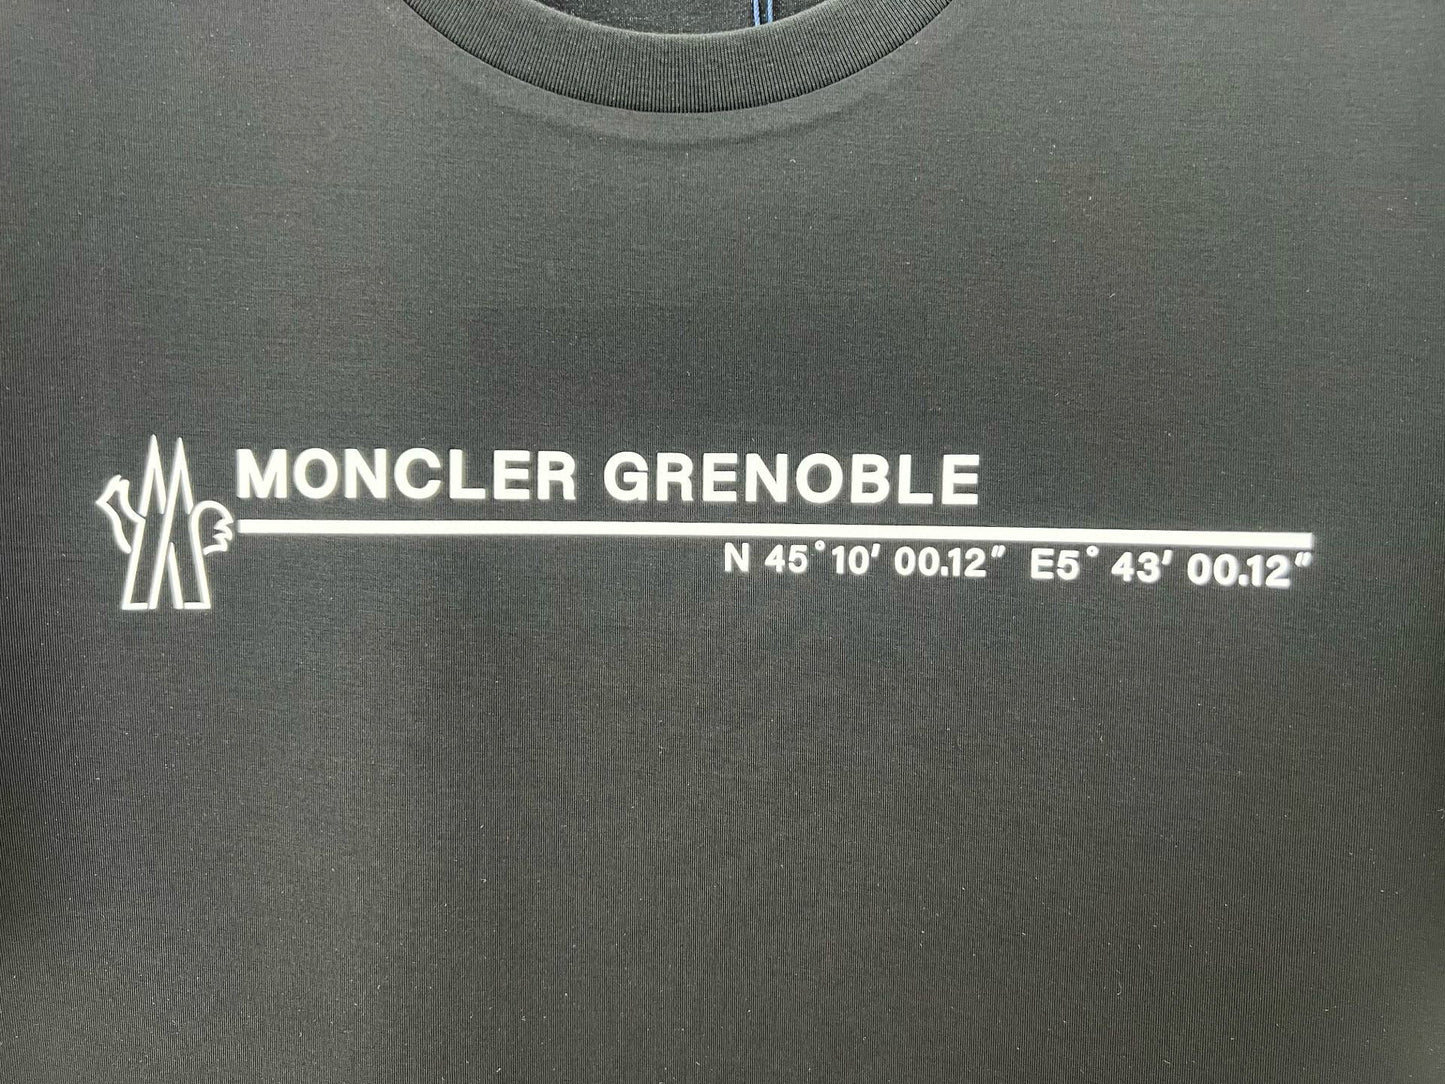 MONCLER GRENOBLE
N 45° 10' 00.12" E5° 43' 00.12"